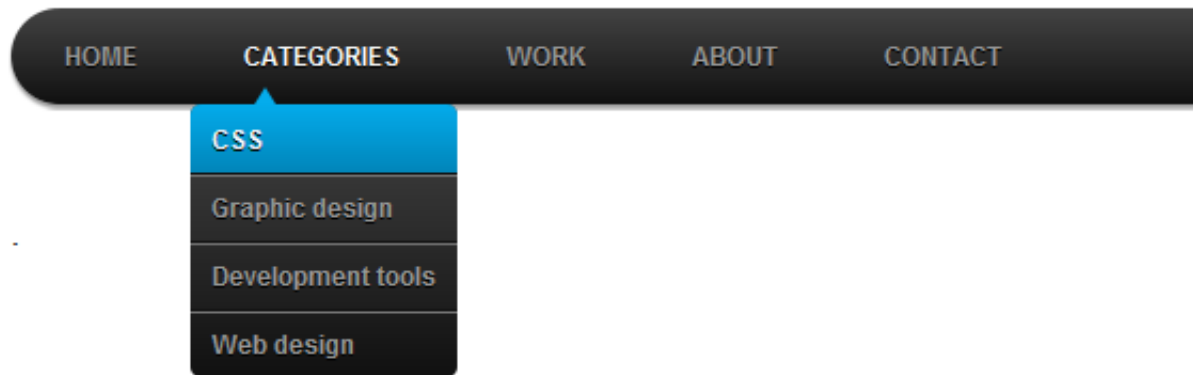 HOME CATEGORIES WORK ABOUT CONTACT
CSS
Graphic design
Development tools
Web design